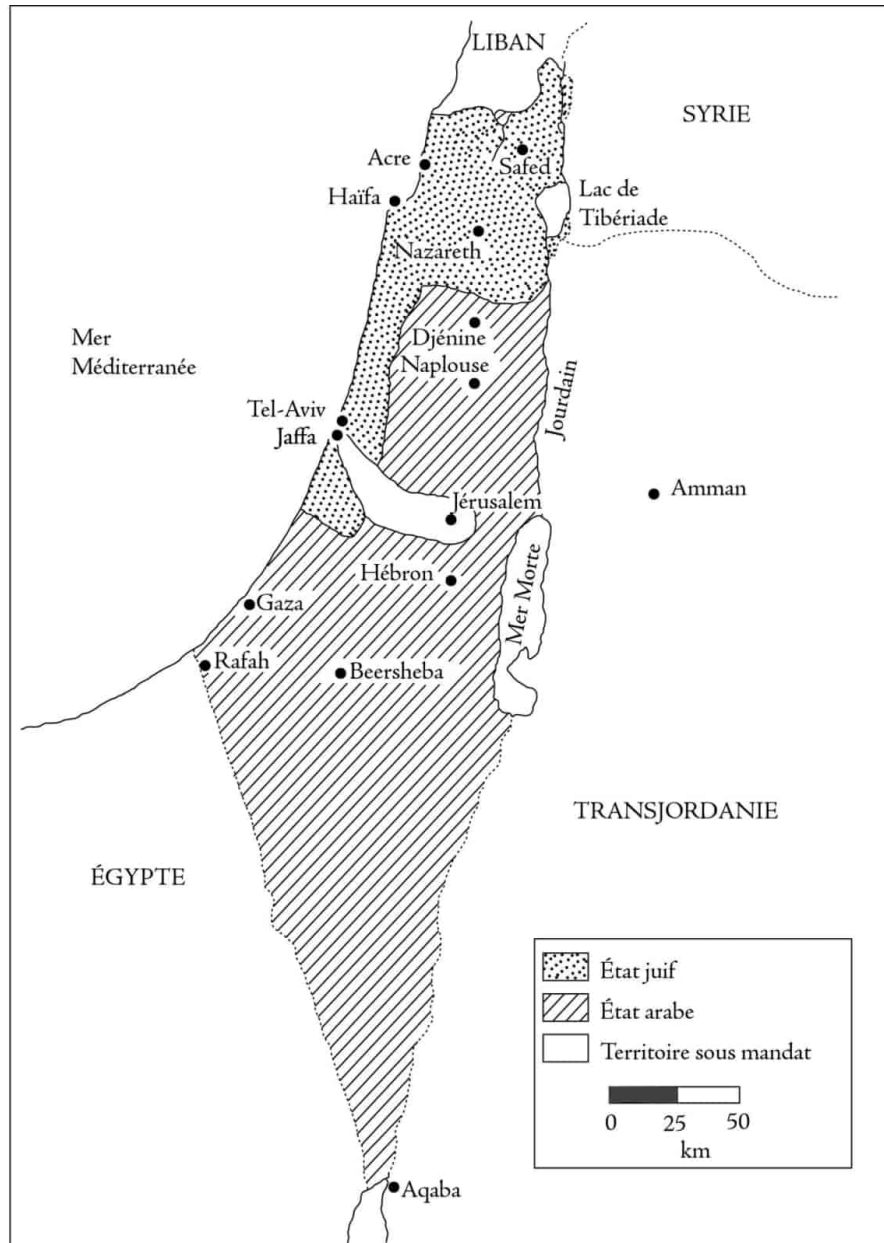 LIBAN
SYRIE
Acre
Safed
Haïfa
Lac de
Tibériade
Nazareth
Mer
Méditerranée
Djénine
Naplouse
Jourdain
Tel-Aviv
Jaffa
Jérusalem
Amman
Hébron
Mer Morte
Gaza
Rafah
Beersheba
TRANSJORDANIE
ÉGYPTE
État juif
État arabe
Territoire sous mandat
0 25 50
km
Aqaba